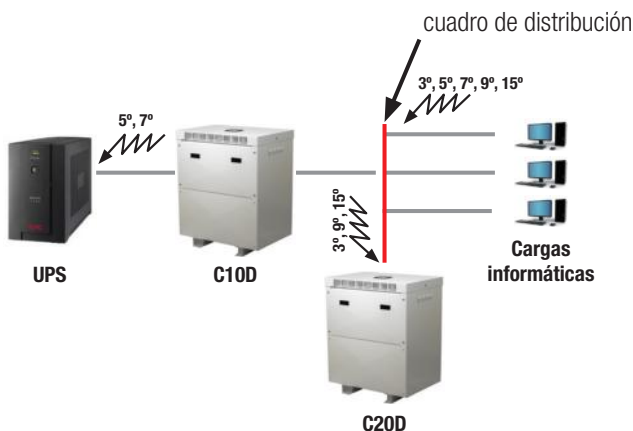 cuadro de distribución
3º, 5º, 7º, 9º, 15º
5º, 7º
3º, 9º, 15º
UPS
C10D
Cargas
informáticas
C20D